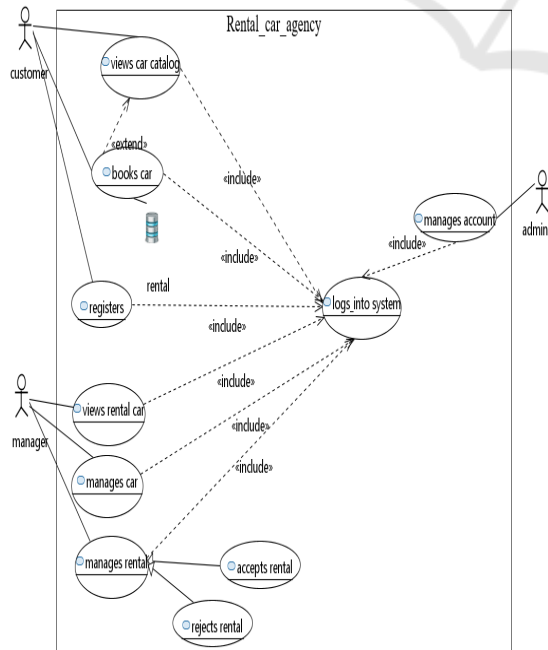 Rental_car_agency
customer
views car catalog
«extend»
books car
«include»
manages account
admin
«include»
«include»
rental
registers
logs_into system
«include»
manager
views rental car
«include»
manages car
«include»
«include»
manages rental
accepts rental
rejects rental